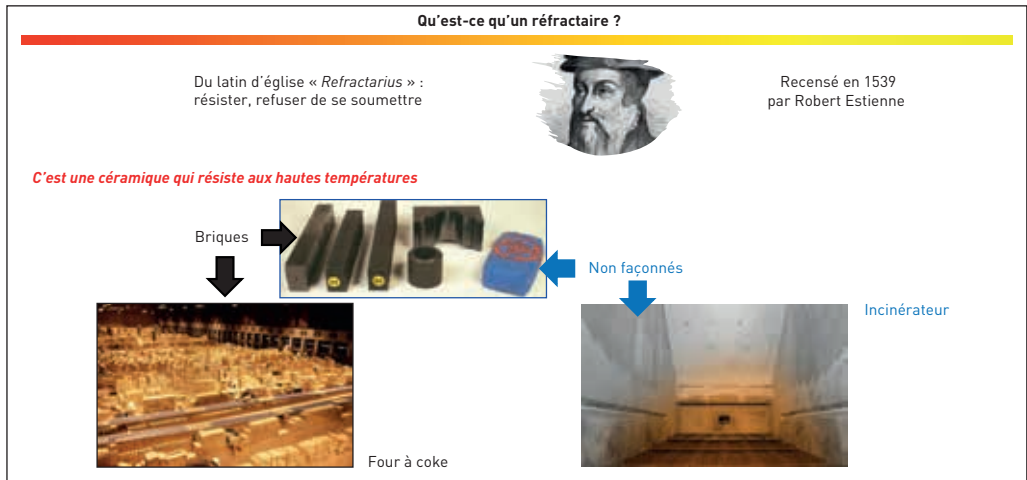 Qu'est-ce qu'un réfractaire ?
Du latin d'église « Refractarius » :
résister, refuser de se soumettre
Recensé en 1539
par Robert Estienne
C'est une céramique qui résiste aux hautes températures
Briques
Non façonnés
Incinérateur
Four à coke